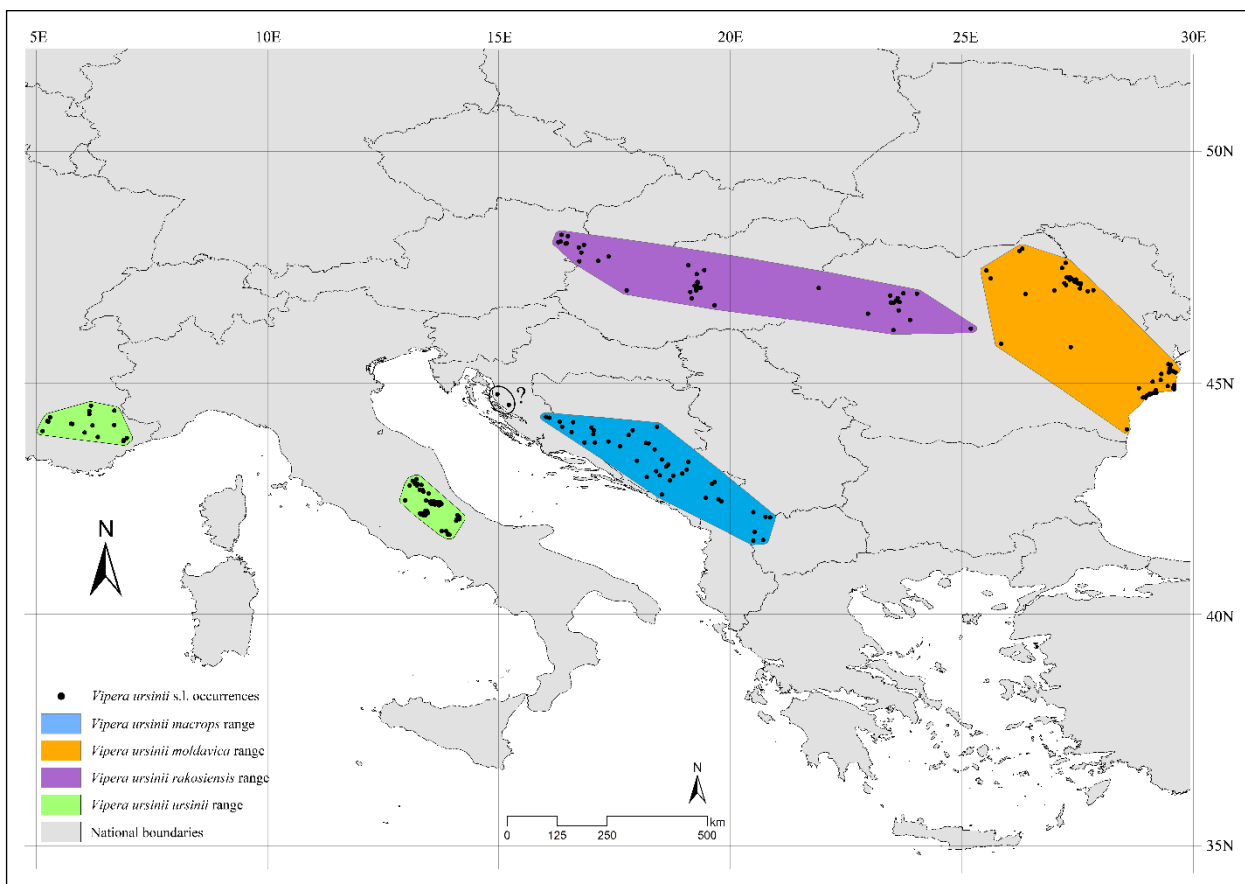 5E 10E 15E 20E 25E 30E
50N
45N
?
N
40N
Vipera ursinii s.l. occurrences
Vipera ursinii macrops range
Vipera ursinii moldavica range
Vipera ursinii rakosiensis range
Vipera ursinii ursinii range
National boundaries
N
km
0 125 250 500
35N